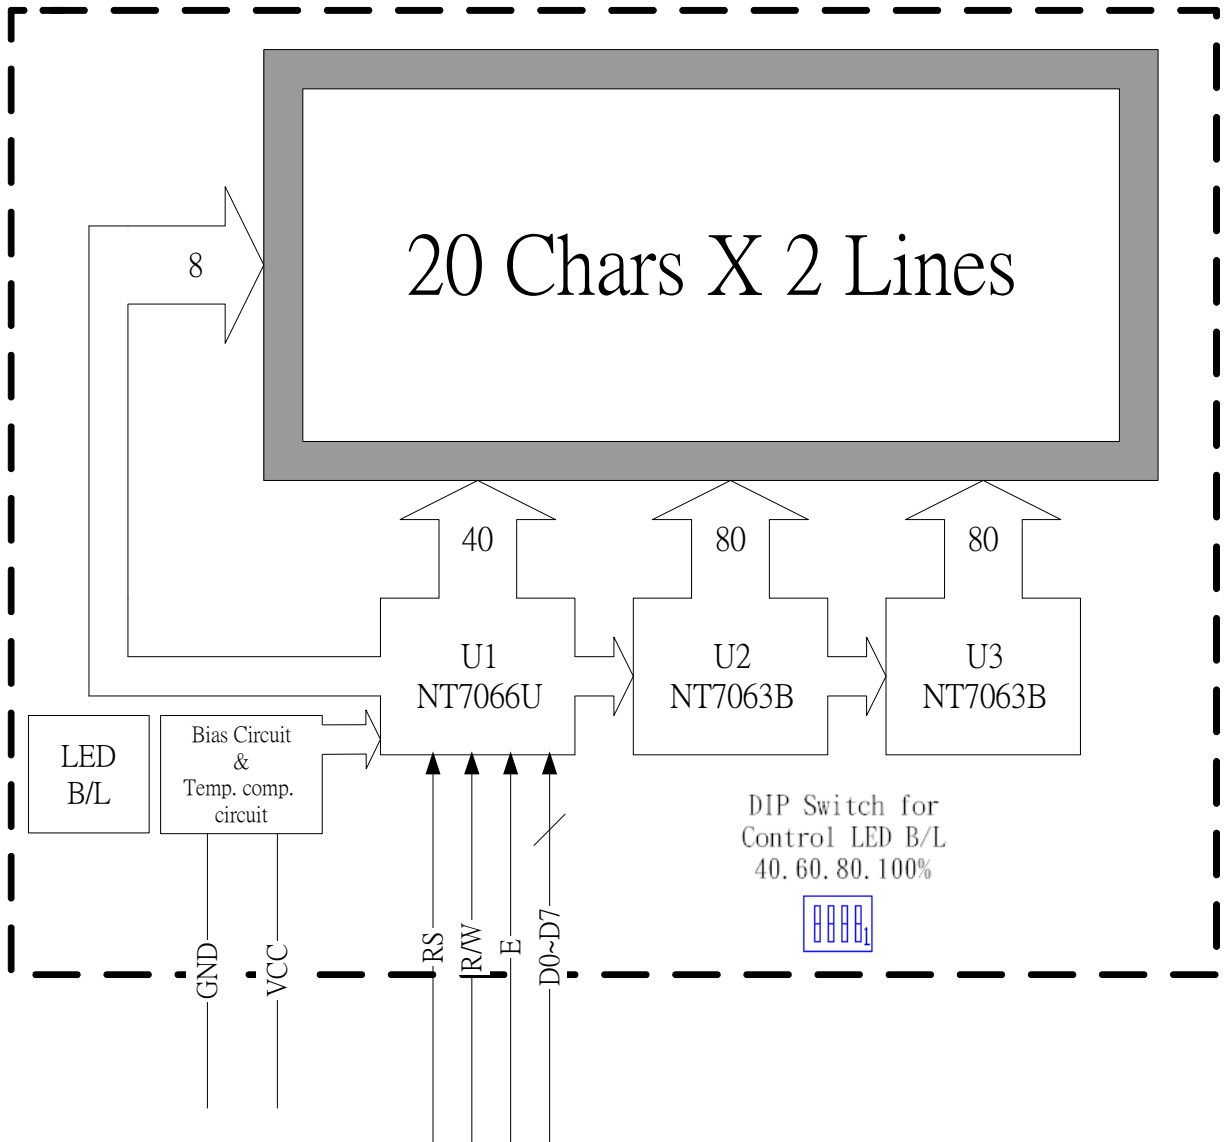 20 Chars X 2 Lines
8
40
80
80
U1
NT7066U
U2
NT7063B
U3
NT7063B
LED
B/L
Bias Circuit
&
Temp. comp.
circuit
DIP Switch for
Control LED B/L
40.60.80.100%
1
GND
VCC
RS
R/W
E
D0~D7